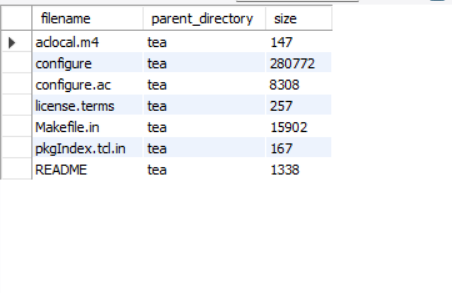 filename parent_directory size
aclocal.m4 tea 147
configure tea 280772
configure.ac tea 8308
license.terms tea 257
Makefile.in tea 15902
pkgIndex.tcl.in tea 167
README tea 1338